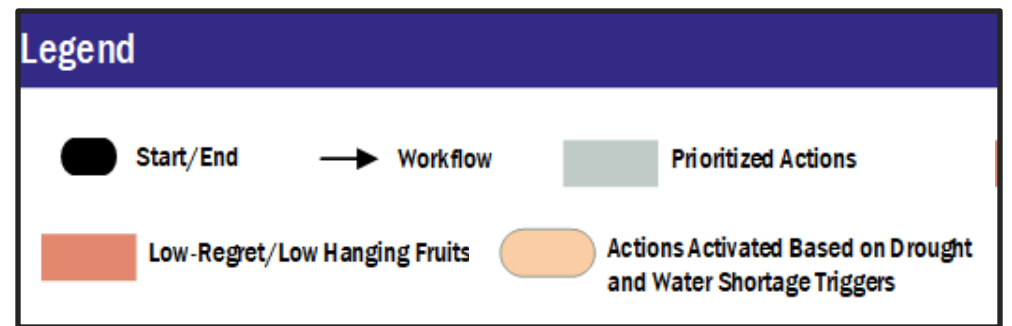 Legend
Start/End
Workflow
Prioritized Actions
Low-Regret/Low Hanging Fruits
Actions Activated Based on Drought
and Water Shortage Triggers